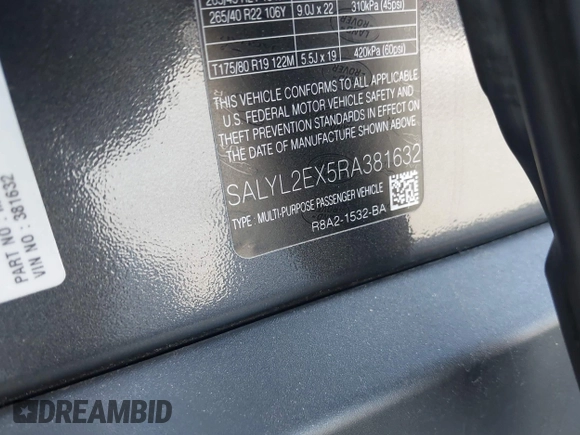 265/40 R22 106Y 9.0J x 22 310kPa (45psi)
T175/80 R19 122M 5.5J x 19 420kPa (60psi)
THIS VEHICLE CONFORMS TO ALL APPLICABLE
U.S. FEDERAL MOTOR VEHICLE SAFETY AND
THEFT PREVENTION STANDARDS IN EFFECT ON
THE DATE OF MANUFACTURE SHOWN ABOVE.
SALYL2EX5RA381632
TYPE : MULTI-PURPOSE PASSENGER VEHICLE
R8A2-1532-BA
PART NO
VIN NO : 381632
DREAMBID